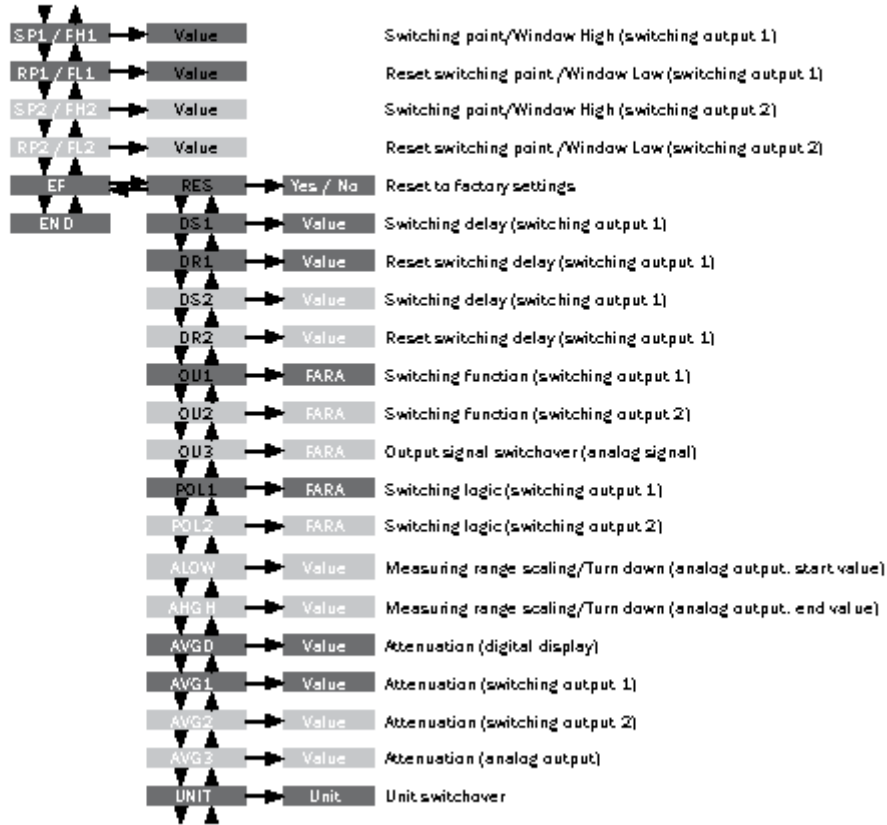 SP1 / FH1 Value Switching point/Window High (switching output 1)
RP1 / FL1 Value Reset switching point /Window Low (switching output 1)
SP2 / FH2 Value Switching point/Window High (switching output 2)
RP2 / FL2 Value Reset switching point /Window Low (switching output 2)
EF RES Yes / No Reset to factory settings
END DS1 Value Switching delay (switching output 1)
DR1 Value Reset switching delay (switching output 1)
DS2 Value Switching delay (switching output 1)
DR2 Value Reset switching delay (switching output 1)
OU1 PARA Switching function (switching output 1)
OU2 PARA Switching function (switching output 2)
OU3 PARA Output signal switchover (analog signal)
POL1 PARA Switching logic (switching output 1)
POL2 PARA Switching logic (switching output 2)
ALOW Value Measuring range scaling/Turn down (analog output. start value)
AHGH Value Measuring range scaling/Turn down (analog output. end value)
AVGD Value Attenuation (digital display)
AVG1 Value Attenuation (switching output 1)
AVG2 Value Attenuation (switching output 2)
AVG3 Value Attenuation (analog output)
UNIT Unit Unit switchover